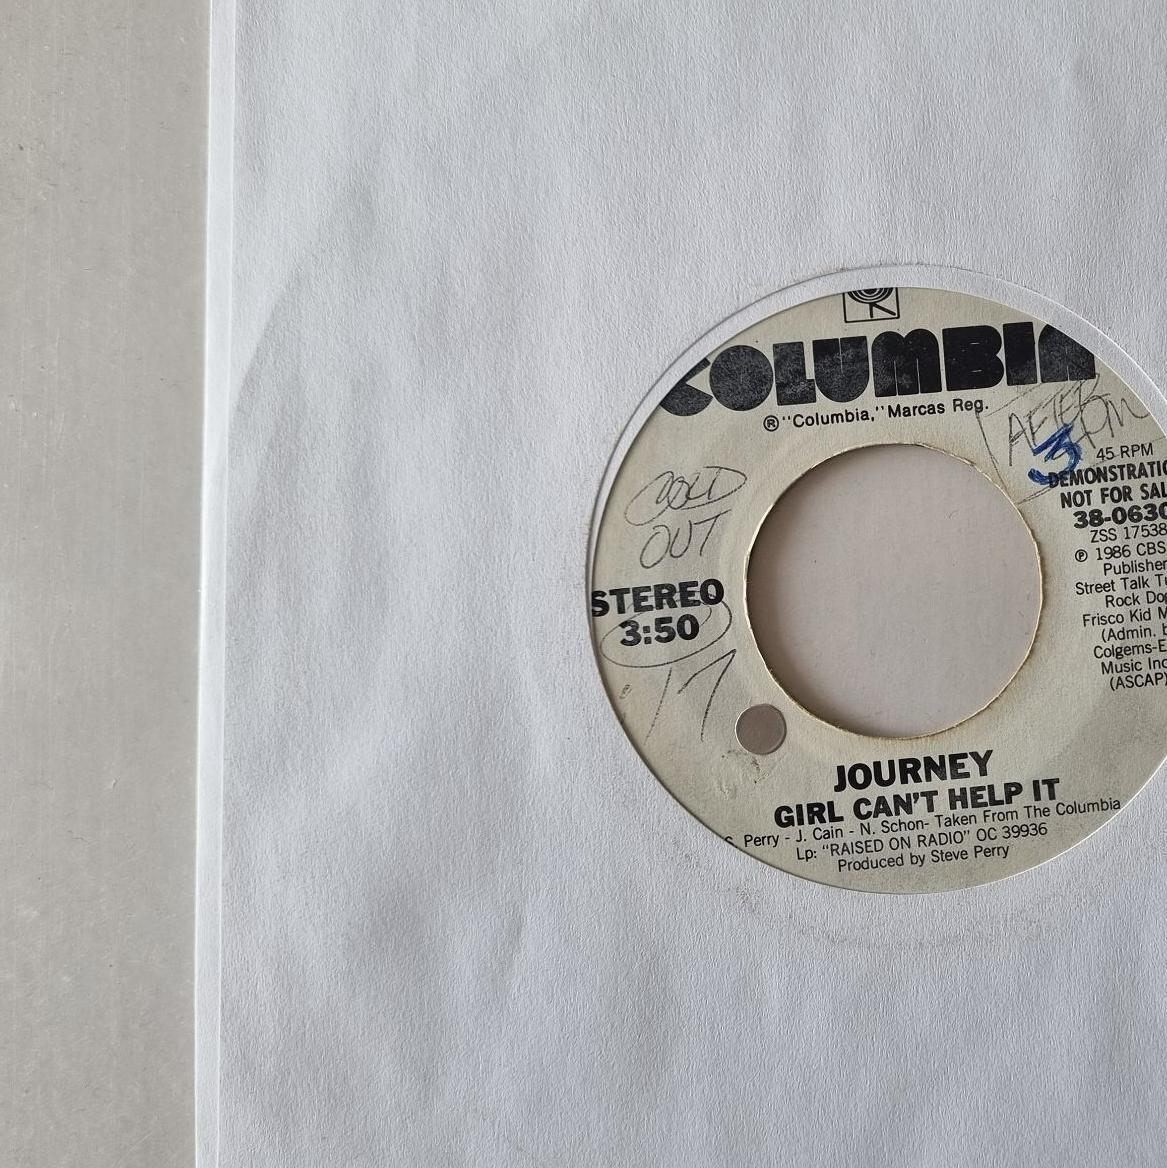 COLUMBIA
® "Columbia," Marcas Reg.
AFTER
3
45 RPM
DEMONSTRATIO
NOT FOR SAL
38-0630
ZSS 17538
℗ 1986 CBS
Publisher
Street Talk Tu
Rock Dog
Frisco Kid M
(Admin. b
Colgems-E
Music Inc
(ASCAP)
COLD
OUT
STEREO
3:50
JOURNEY
GIRL CAN'T HELP IT
S. Perry - J. Cain - N. Schon- Taken From The Columbia
Lp: "RAISED ON RADIO" OC 39936
Produced by Steve Perry